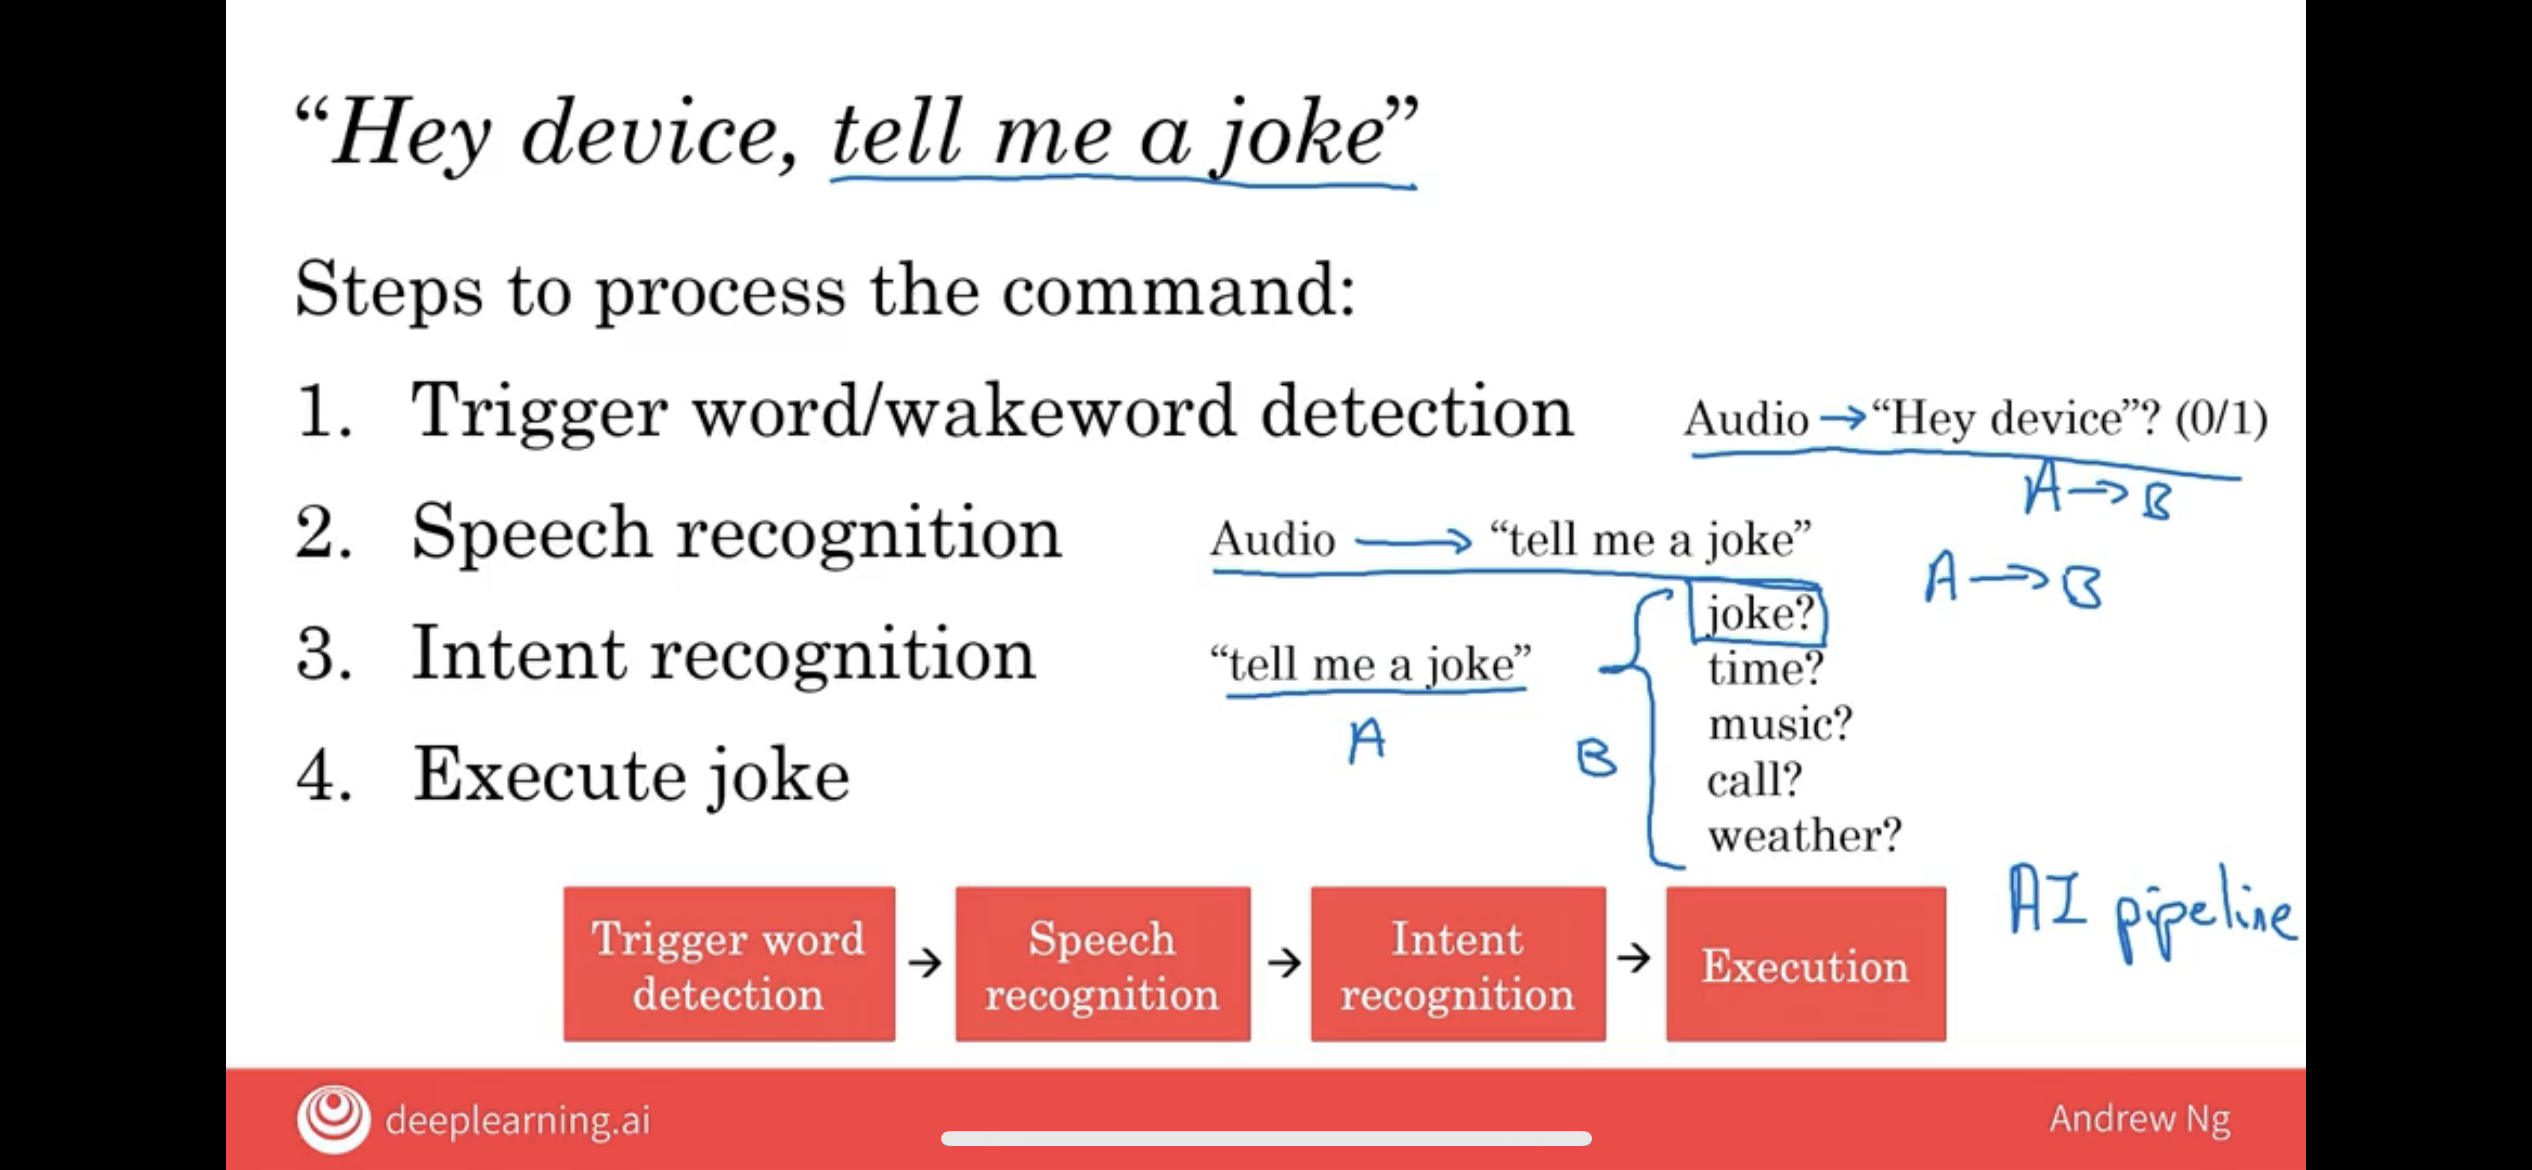 “Hey device, tell me a joke”
Steps to process the command:
1. Trigger word/wakeword detection
Audio →“Hey device”? (0/1)
A → B
2. Speech recognition
Audio → “tell me a joke”
A → B
3. Intent recognition
“tell me a joke”
A
B
joke?
time?
music?
call?
weather?
4. Execute joke
Trigger word
detection
→
Speech
recognition
→
Intent
recognition
→
Execution
AI pipeline
deeplearning.ai
Andrew Ng